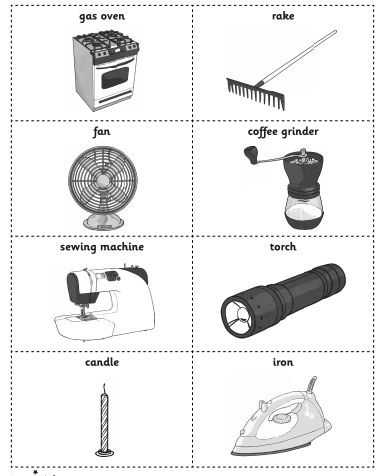 gas oven
rake
fan
coffee grinder
sewing machine
torch
candle
iron